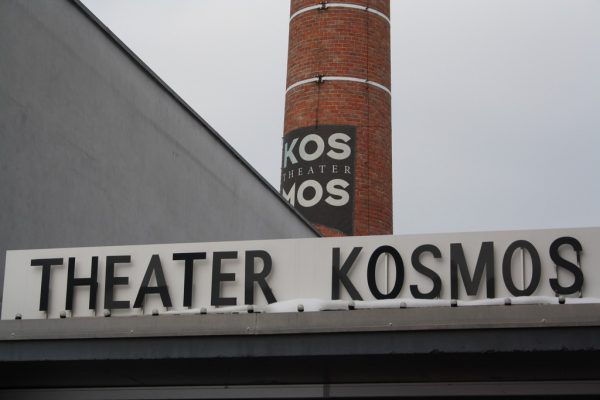 KOS
THEATER
MOS
THEATER KOSMOS